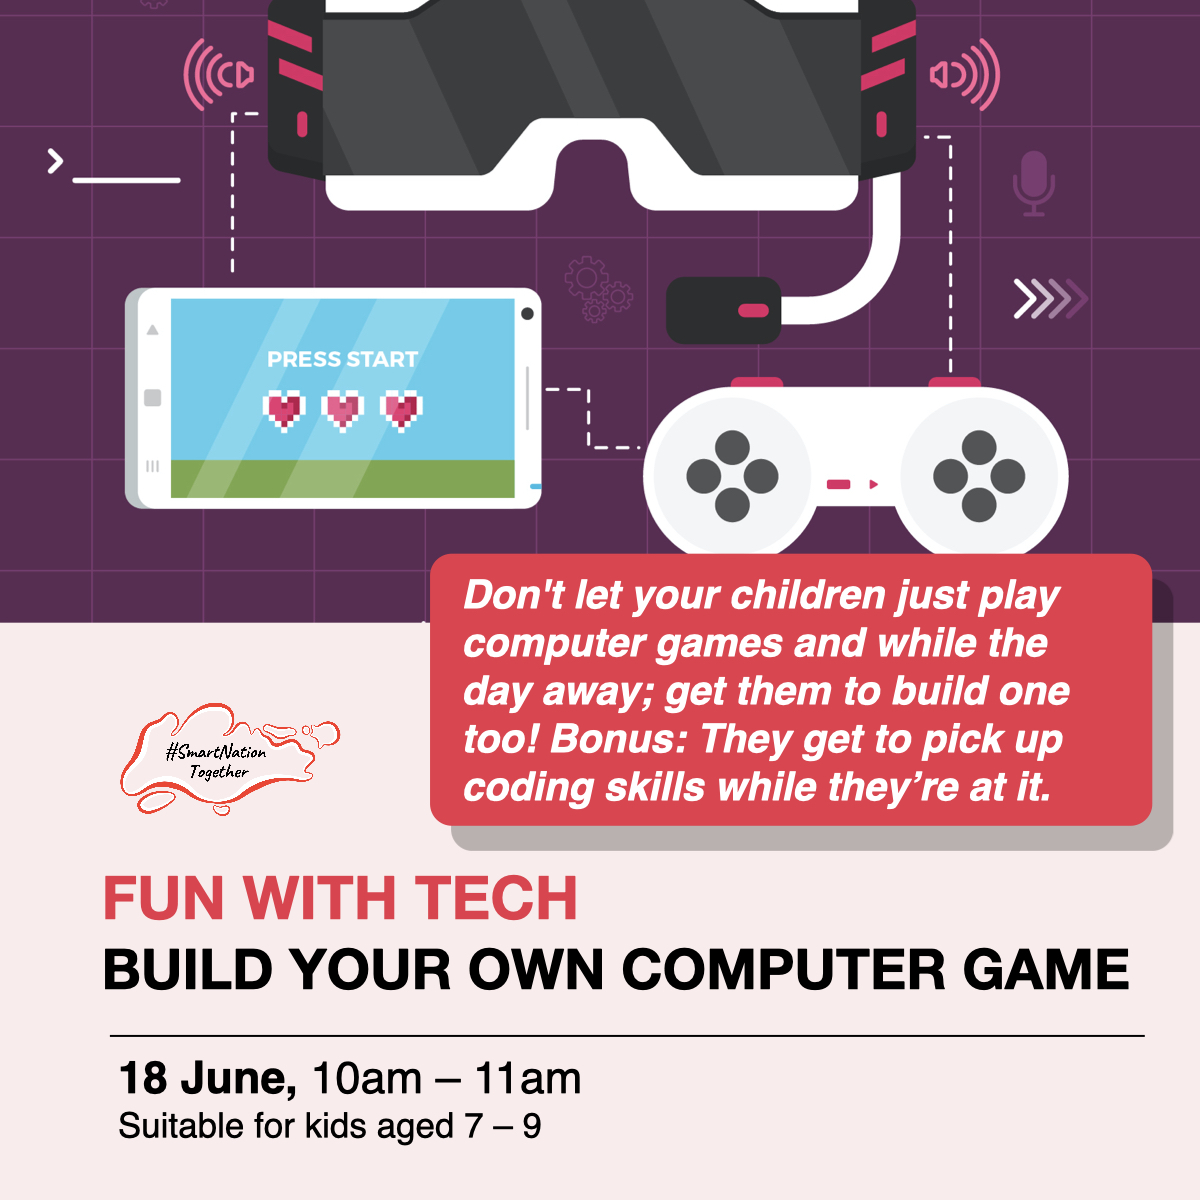 PRESS START
Don't let your children just play
computer games and while the
day away; get them to build one
too! Bonus: They get to pick up
coding skills while they’re at it.
#SmartNation
Together
FUN WITH TECH
BUILD YOUR OWN COMPUTER GAME
18 June, 10am – 11am
Suitable for kids aged 7 – 9